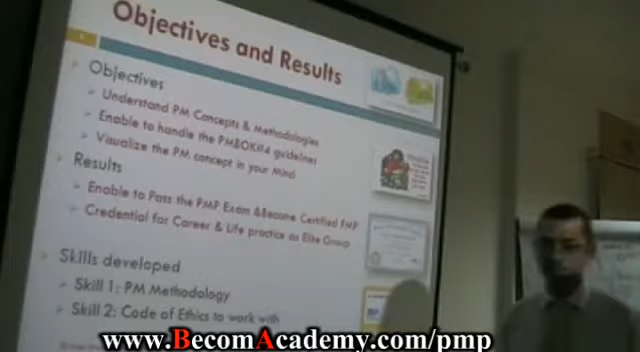 Objectives and Results
Objectives
Understand PM Concepts & Methodologies
Enable to handle the PMBOK#4 guidelines
Visualize the PM concept in your Mind
Results
Enable to Pass the PMP Exam &Become Certified PMP
Credential for Career & Life practice as Elite Group
Skills developed
Skill 1: PM Methodology
Skill 2: Code of Ethics to work with
www.BecomAcademy.com/pmp